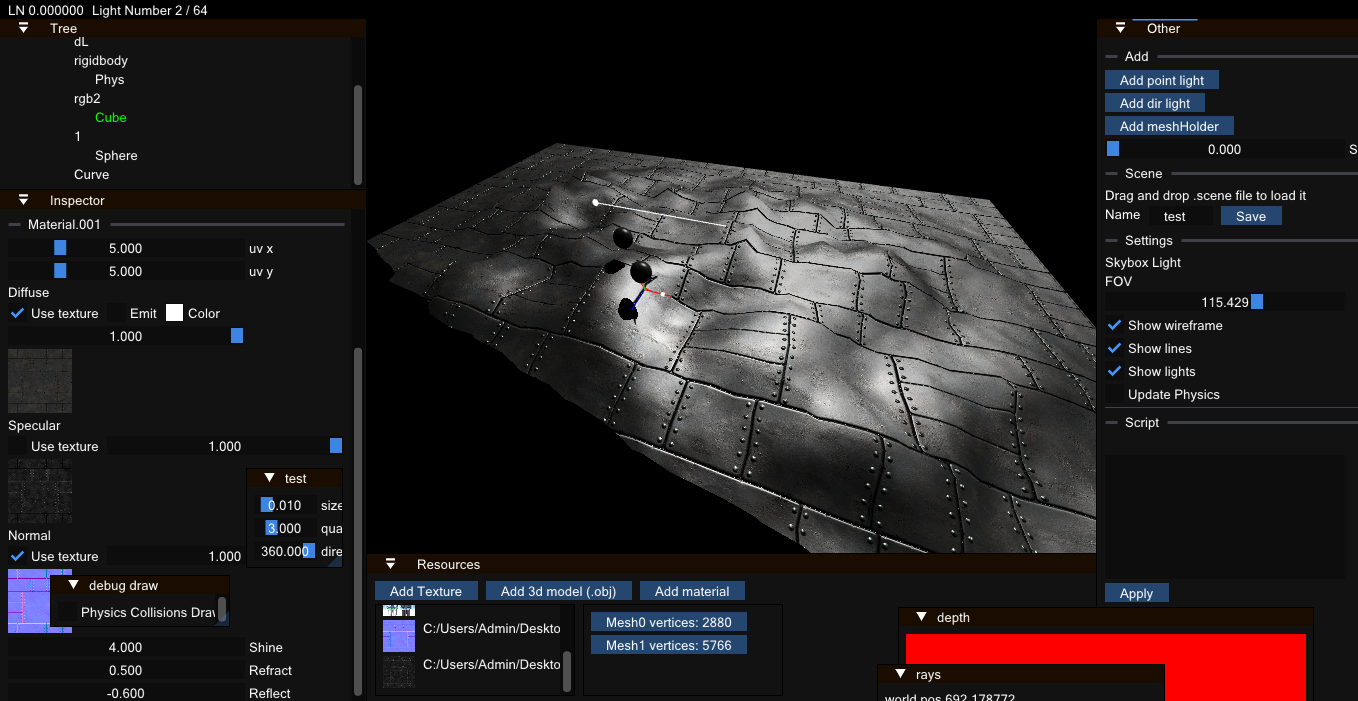 LN 0.000000 Light Number 2 / 64
Tree
dL
rigidbody
Phys
rgb2
Cube
1
Sphere
Curve
Inspector
Material.001
5.000 uv x
5.000 uv y
Diffuse
Use texture Emit Color
1.000
Specular
Use texture 1.000
test
0.010 size
3.000 qua
360.000 dire
Normal
Use texture 1.000
debug draw
Physics Collisions Draw
4.000 Shine
0.500 Refract
-0.600 Reflect
Resources
Add Texture Add 3d model (.obj) Add material
C:/Users/Admin/Deskto
C:/Users/Admin/Deskto
Mesh0 vertices: 2880
Mesh1 vertices: 5766
Other
Add
Add point light
Add dir light
Add meshHolder
0.000 S
Scene
Drag and drop .scene file to load it
Name test Save
Settings
Skybox Light
FOV
115.429
Show wireframe
Show lines
Show lights
Update Physics
Script
Apply
depth
rays
world pos 692.178772